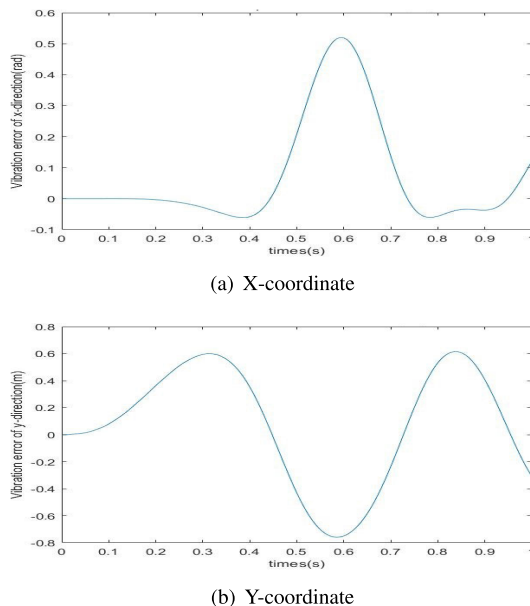 0.6
0.5
0.4
0.3
0.2
0.1
0
-0.1
Vibration error of x-direction(rad)
0 0.1 0.2 0.3 0.4 0.5 0.6 0.7 0.8 0.9
times(s)
(a) X-coordinate
0.8
0.6
0.4
0.2
0
-0.2
-0.4
-0.6
-0.8
Vibration error of y-direction(m)
0 0.1 0.2 0.3 0.4 0.5 0.6 0.7 0.8 0.9
times(s)
(b) Y-coordinate